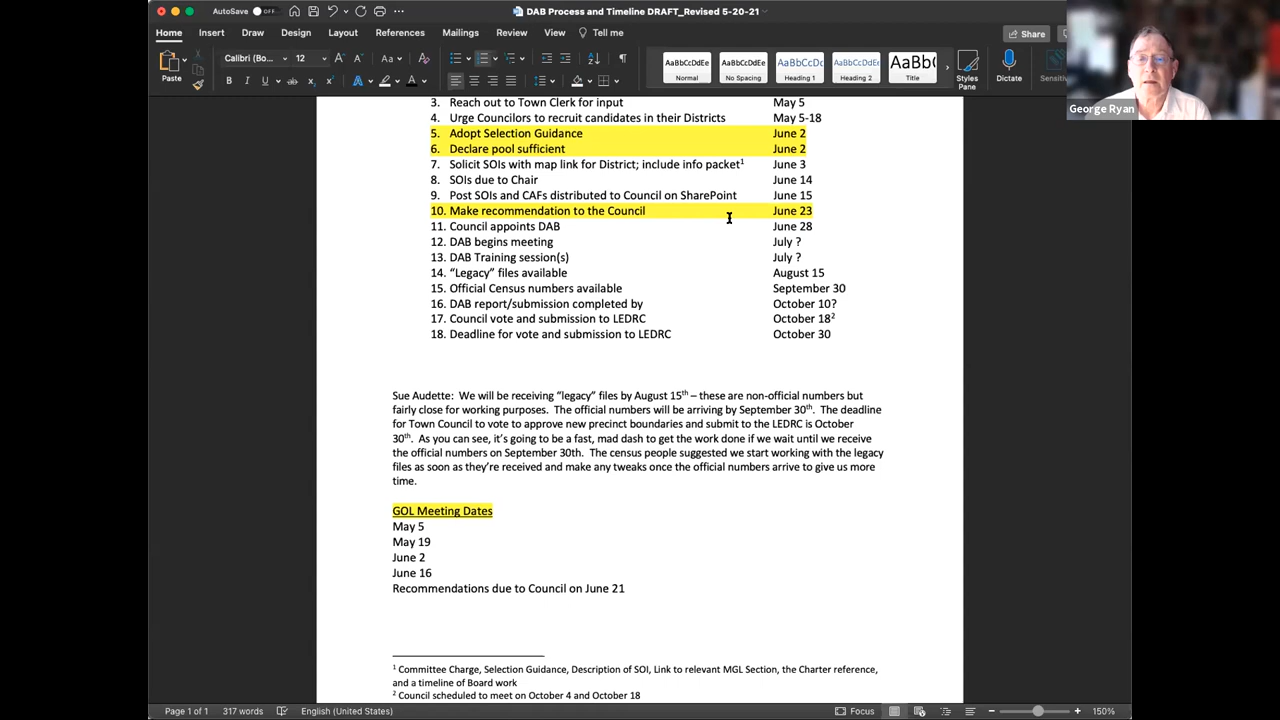 AutoSave OFF DAB Process and Timeline DRAFT_Revised 5-20-21
Home Insert Draw Design Layout References Mailings Review View Tell me Share
Paste Calibri (Bo... 12 A A Aa AaBbCcDdEe AaBbCcDdEe AaBbCcDc AaBbCcDdEe AaBb(
B I U ab Normal No Spacing Heading 1 Heading 2 Title Styles Pane Dictate Sensitiv
George Ryan
3. Reach out to Town Clerk for input May 5
4. Urge Councilors to recruit candidates in their Districts May 5-18
5. Adopt Selection Guidance June 2
6. Declare pool sufficient June 2
7. Solicit SOIs with map link for District; include info packet1 June 3
8. SOIs due to Chair June 14
9. Post SOIs and CAFs distributed to Council on SharePoint June 15
10. Make recommendation to the Council June 23
11. Council appoints DAB June 28
12. DAB begins meeting July ?
13. DAB Training session(s) July ?
14. “Legacy” files available August 15
15. Official Census numbers available September 30
16. DAB report/submission completed by October 10?
17. Council vote and submission to LEDRC October 182
18. Deadline for vote and submission to LEDRC October 30
Sue Audette: We will be receiving “legacy” files by August 15th – these are non-official numbers but
fairly close for working purposes. The official numbers will be arriving by September 30th. The deadline
for Town Council to vote to approve new precinct boundaries and submit to the LEDRC is October
30th. As you can see, it’s going to be a fast, mad dash to get the work done if we wait until we receive
the official numbers on September 30th. The census people suggested we start working with the legacy
files as soon as they’re received and make any tweaks once the official numbers arrive to give us more
time.
GOL Meeting Dates
May 5
May 19
June 2
June 16
Recommendations due to Council on June 21
1 Committee Charge, Selection Guidance, Description of SOI, Link to relevant MGL Section, the Charter reference,
and a timeline of Board work
2 Council scheduled to meet on October 4 and October 18
Page 1 of 1 317 words English (United States) Focus 150%